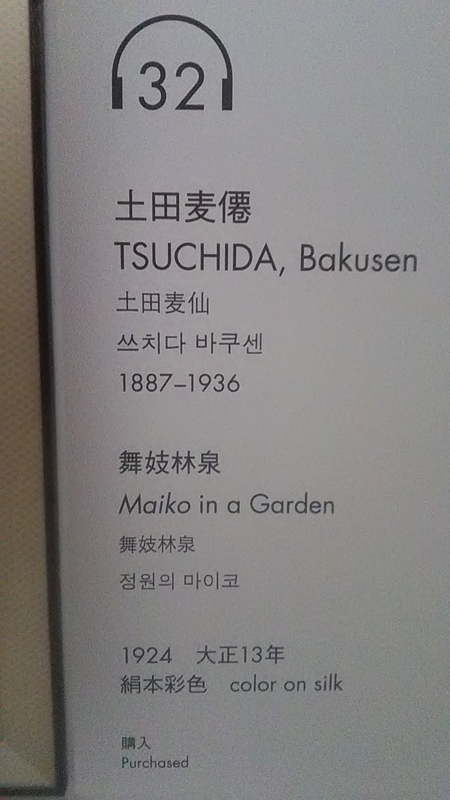 32
土田麦僊
TSUCHIDA, Bakusen
土田麦仙
쓰치다 바쿠센
1887–1936
舞妓林泉
Maiko in a Garden
舞妓林泉
정원의 마이코
1924　大正13年
絹本彩色　color on silk
購入
Purchased